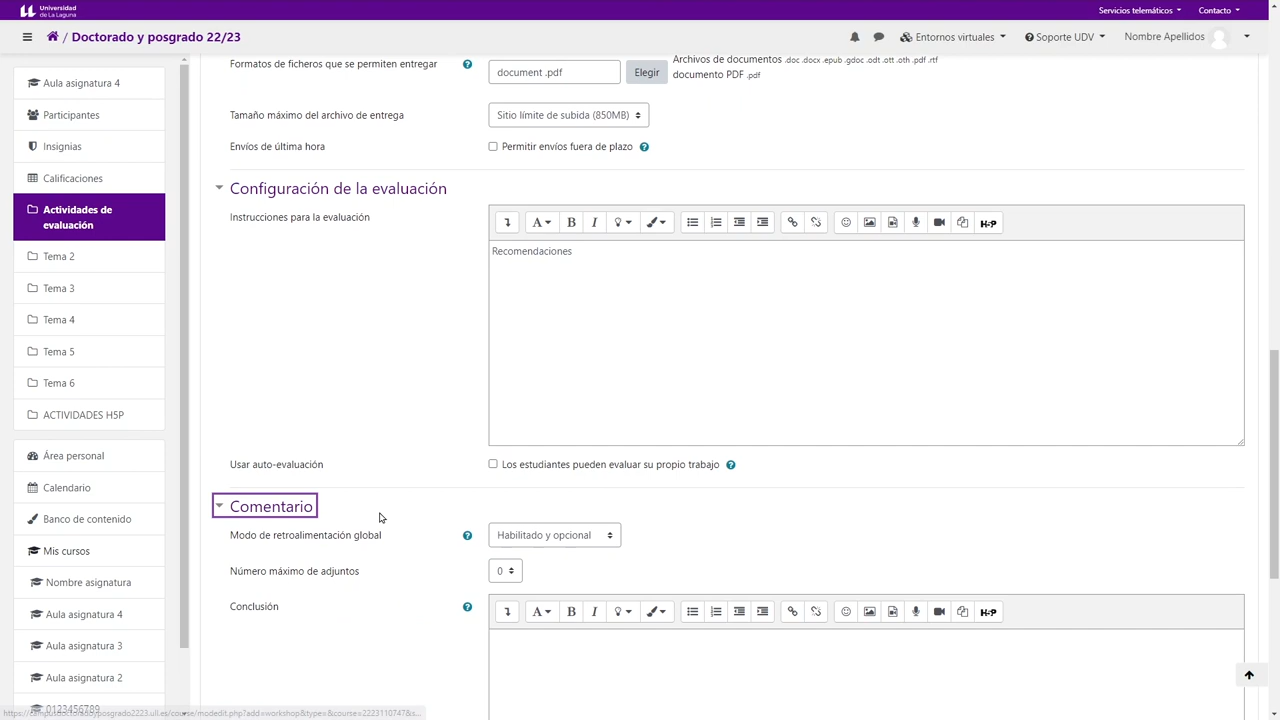 Universidad
de La Laguna
Servicios telemáticos
Contacto
/ Doctorado y posgrado 22/23
Entornos virtuales
Soporte UDV
Nombre Apellidos
Aula asignatura 4
Participantes
Insignias
Calificaciones
Actividades de
evaluación
Tema 2
Tema 3
Tema 4
Tema 5
Tema 6
ACTIVIDADES H5P
Área personal
Calendario
Banco de contenido
Mis cursos
Nombre asignatura
Aula asignatura 4
Aula asignatura 3
Aula asignatura 2
0123456789
Formatos de ficheros que se permiten entregar
document .pdf
Elegir
Archivos de documentos .doc .docx .epub .gdoc .odt .ott .oth .pdf .rtf
documento PDF .pdf
Tamaño máximo del archivo de entrega
Sitio límite de subida (850MB)
Envíos de última hora
Permitir envíos fuera de plazo
Configuración de la evaluación
Instrucciones para la evaluación
A B I H5P
Recomendaciones
Usar auto-evaluación
Los estudiantes pueden evaluar su propio trabajo
Comentario
Modo de retroalimentación global
Habilitado y opcional
Número máximo de adjuntos
0
Conclusión
A B I H5P